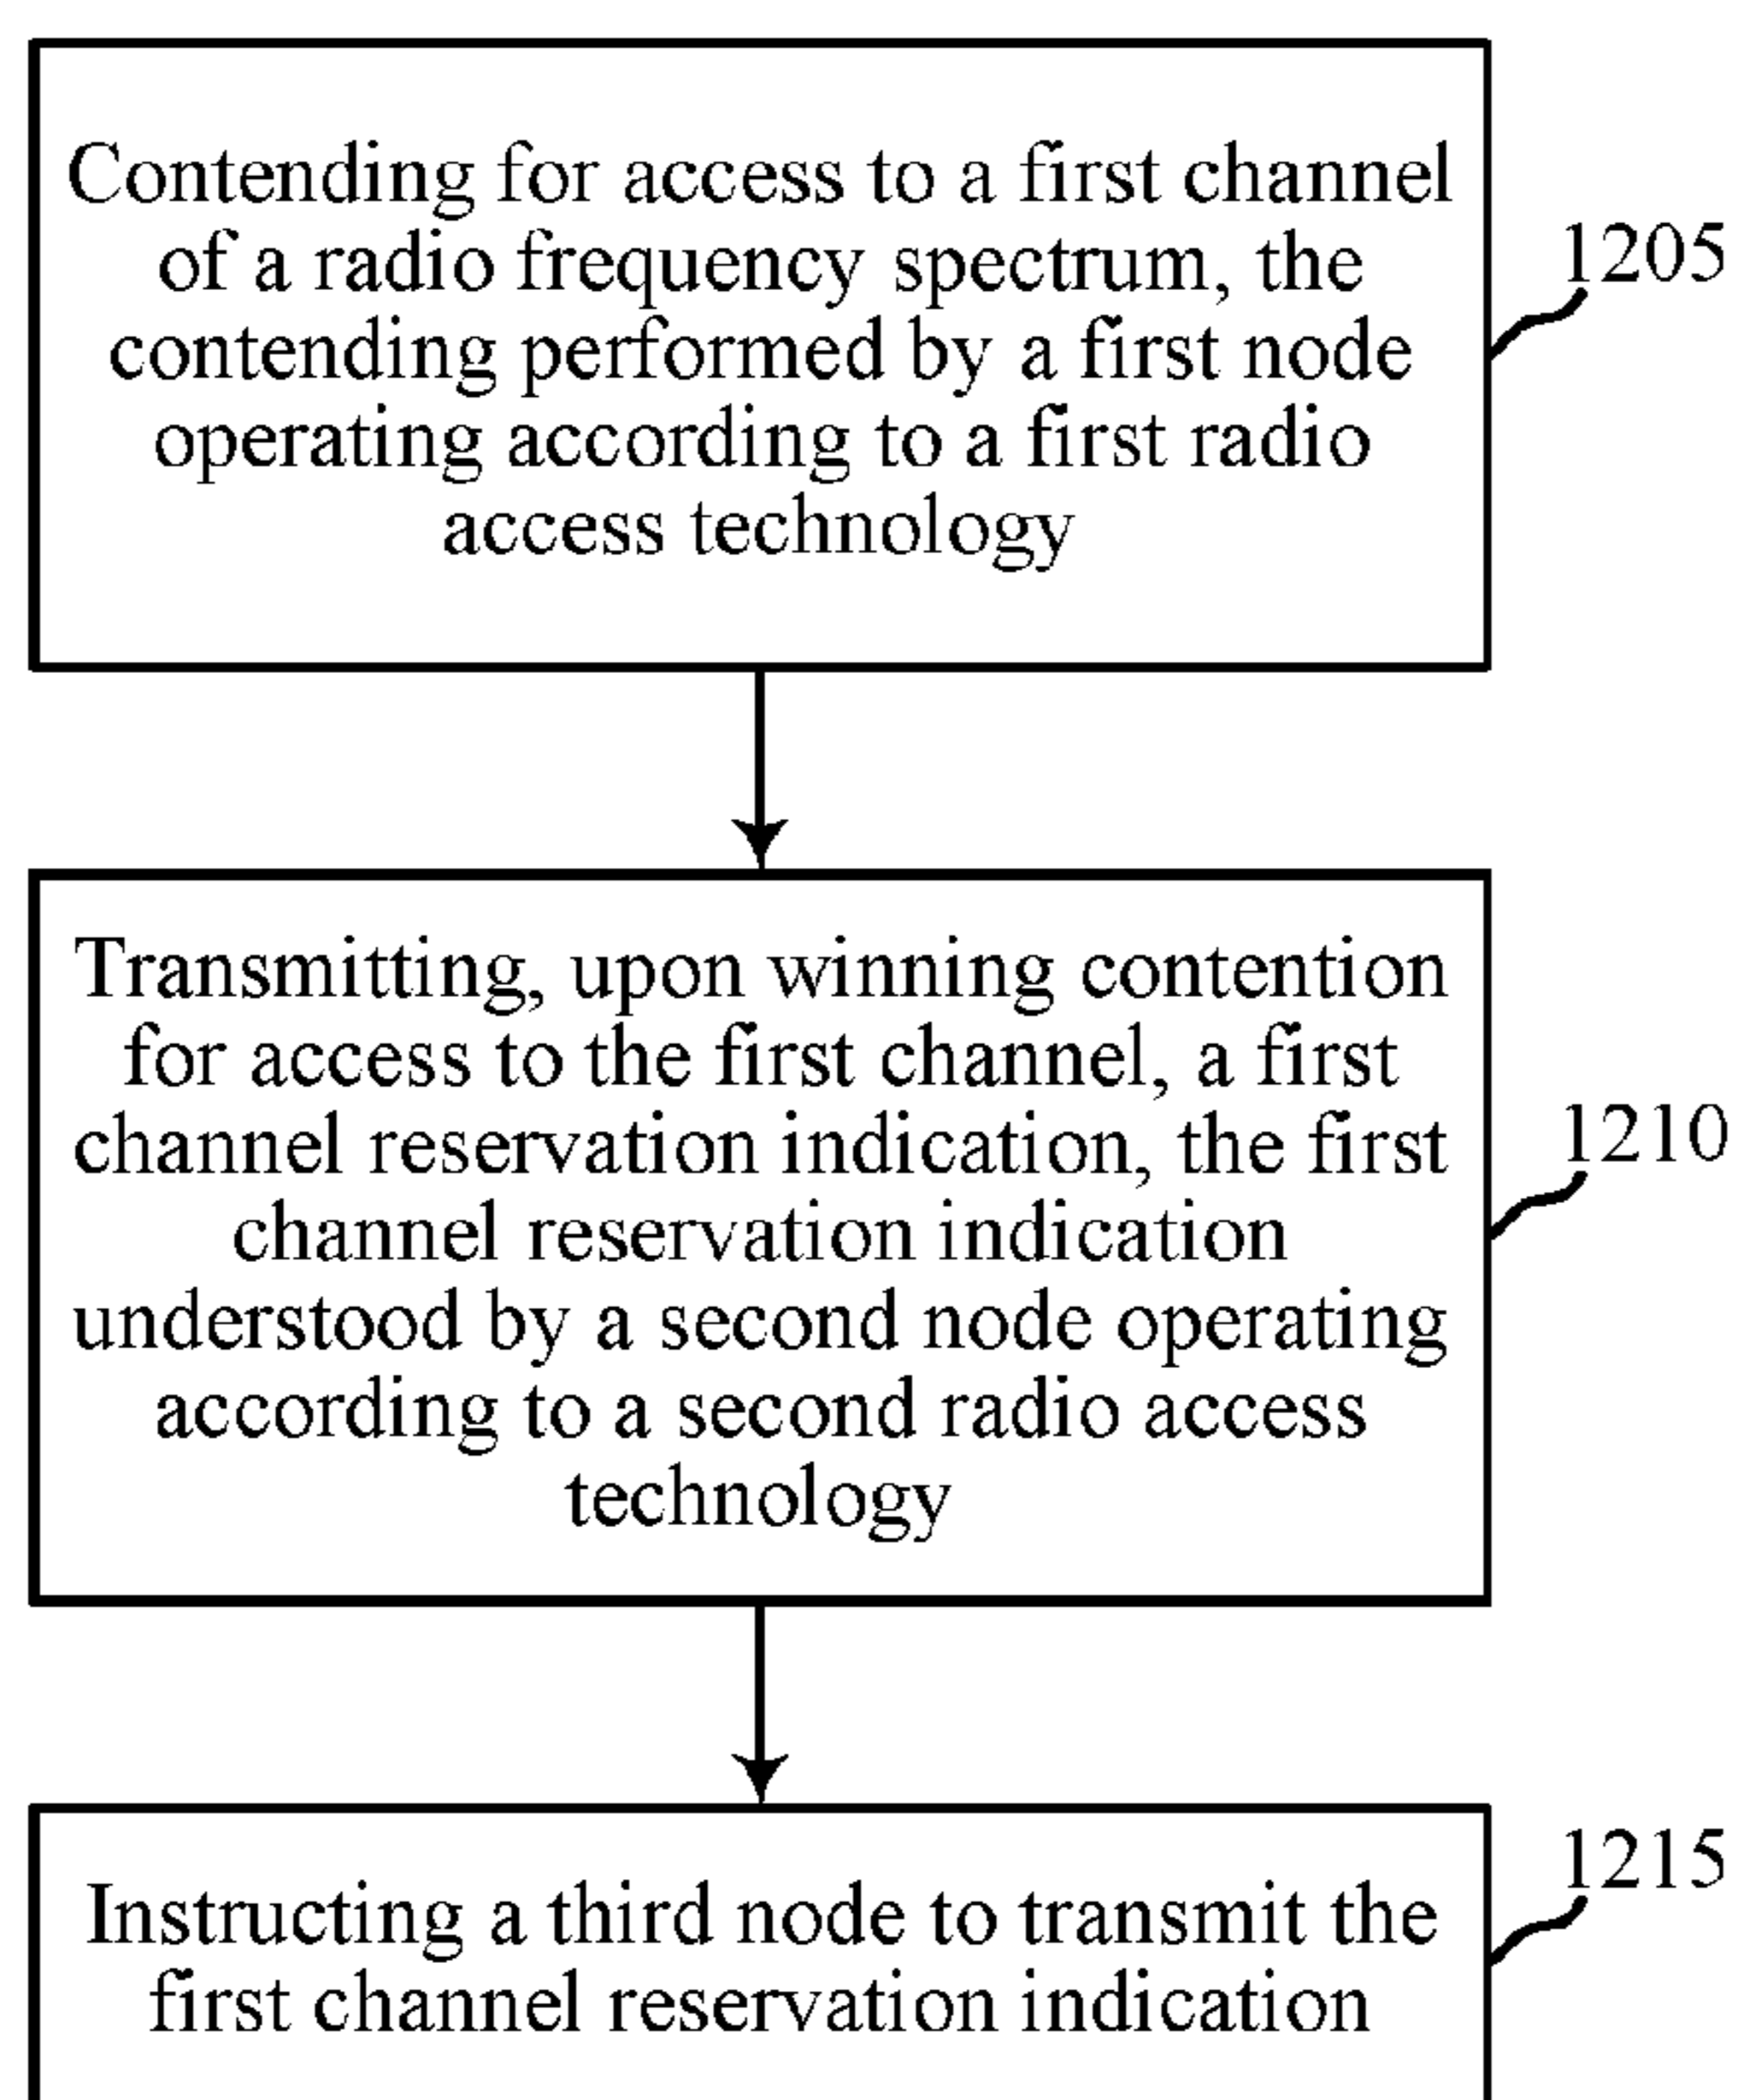 Contending for access to a first channel
of a radio frequency spectrum, the
contending performed by a first node
operating according to a first radio
access technology
1205
Transmitting, upon winning contention
for access to the first channel, a first
channel reservation indication, the first
channel reservation indication
understood by a second node operating
according to a second radio access
technology
1210
Instructing a third node to transmit the
first channel reservation indication
1215